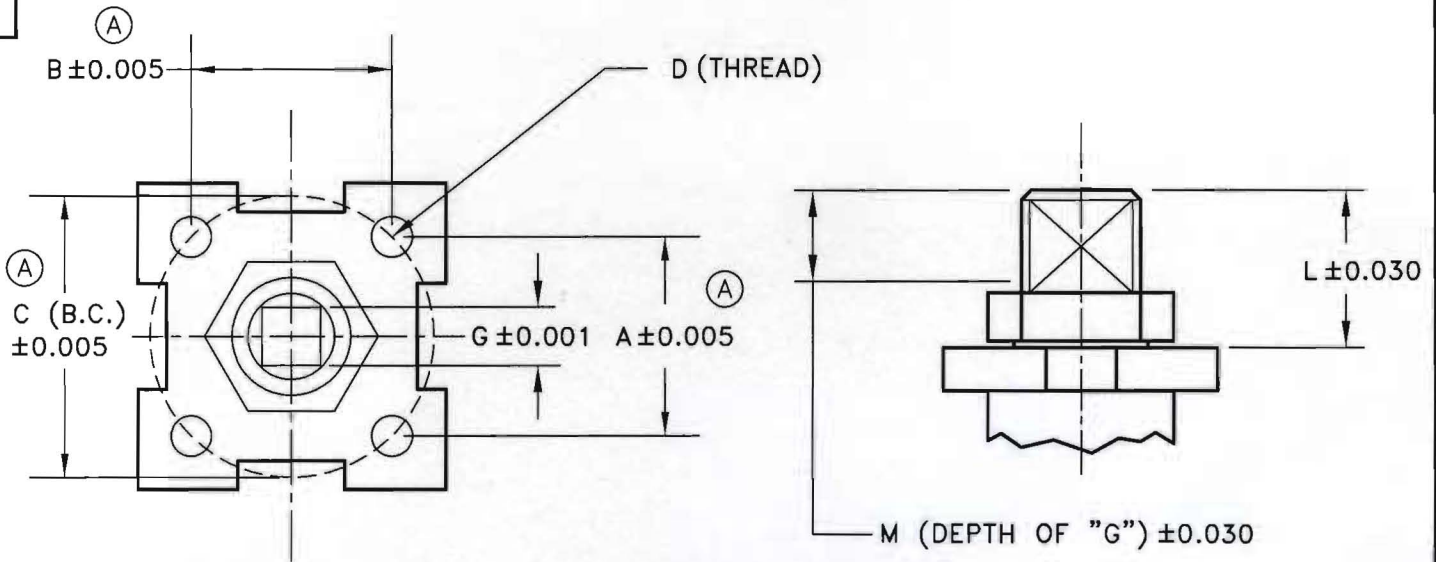 A
B ±0.005
D (THREAD)
A
C (B.C.)
±0.005
G ±0.001
A ±0.005
A
L ±0.030
M (DEPTH OF "G") ±0.030